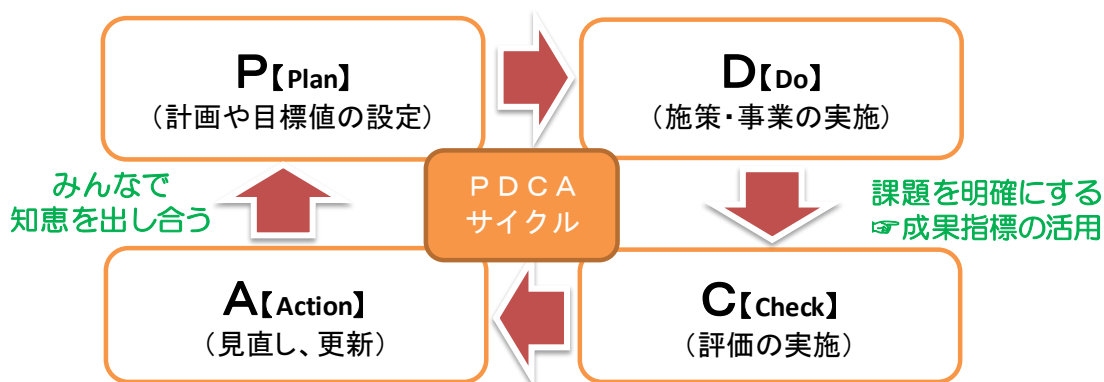 P【Plan】
（計画や目標値の設定）
D【Do】
（施策・事業の実施）
みんなで
知恵を出し合う
PDCA
サイクル
課題を明確にする
☞成果指標の活用
A【Action】
（見直し、更新）
C【Check】
（評価の実施）